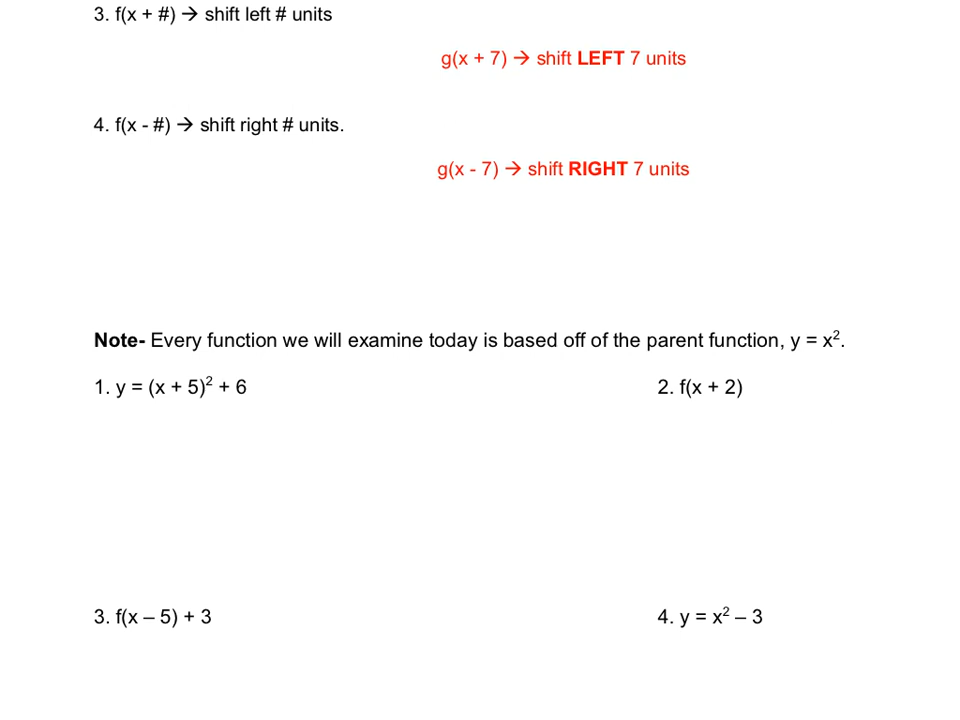 3. f(x + #) → shift left # units
g(x + 7) → shift LEFT 7 units
4. f(x - #) → shift right # units.
g(x - 7) → shift RIGHT 7 units
Note- Every function we will examine today is based off of the parent function, y = x².
1. y = (x + 5)² + 6
2. f(x + 2)
3. f(x – 5) + 3
4. y = x² – 3